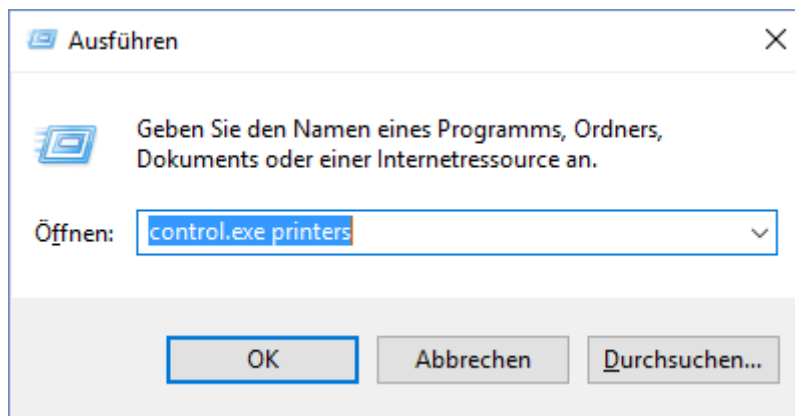 Ausführen
Geben Sie den Namen eines Programms, Ordners,
Dokuments oder einer Internetressource an.
Öffnen: control.exe printers
OK Abbrechen Durchsuchen...